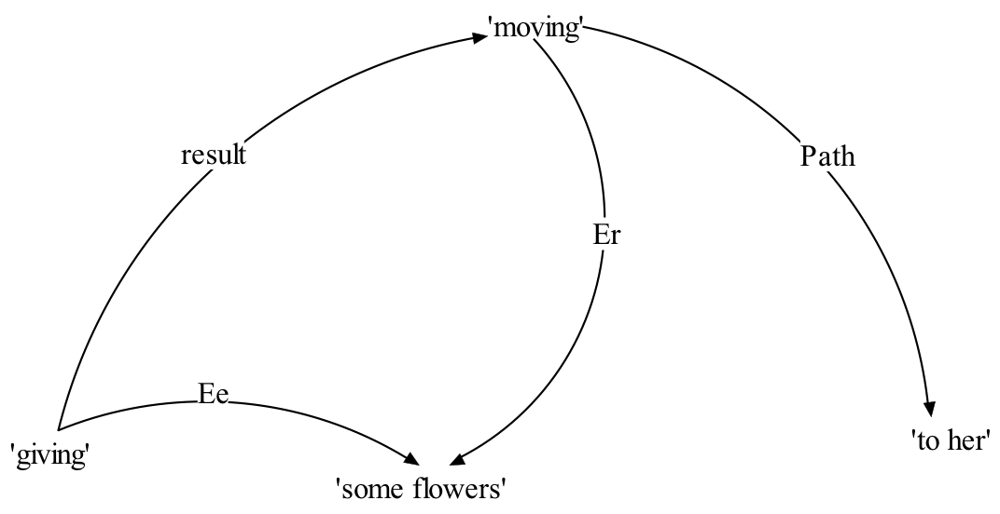 'moving'
result
Path
Er
Ee
'giving'
'to her'
'some flowers'